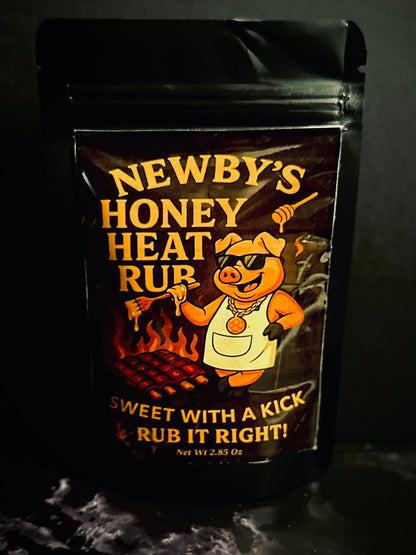 NEWBY'S
HONEY
HEAT
RUB
SWEET WITH A KICK
RUB IT RIGHT!
Net Wt 2.85 Oz